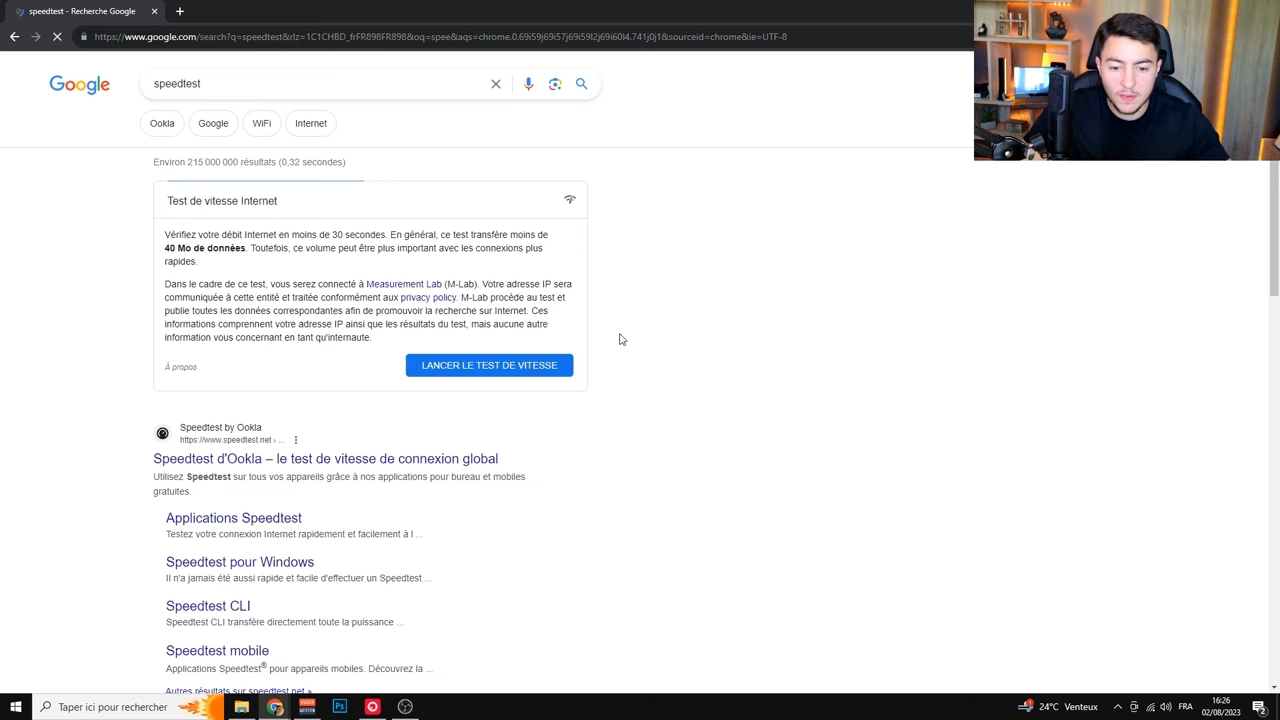 speedtest - Recherche Google
https://www.google.com/search?q=speedtest&rlz=1C1CHBD_frFR898FR898&oq=spee&aqs=chrome.0.69i59j69i57j69i59l2j69i60l4.741j0j1&sourceid=chrome&ie=UTF-8
Google
speedtest
Ookla
Google
WiFi
Internet
Environ 215 000 000 résultats (0,32 secondes)
Test de vitesse Internet
Vérifiez votre débit Internet en moins de 30 secondes. En général, ce test transfère moins de
40 Mo de données. Toutefois, ce volume peut être plus important avec les connexions plus
rapides.
Dans le cadre de ce test, vous serez connecté à Measurement Lab (M-Lab). Votre adresse IP sera
communiquée à cette entité et traitée conformément aux privacy policy. M-Lab procède au test et
publie toutes les données correspondantes afin de promouvoir la recherche sur Internet. Ces
informations comprennent votre adresse IP ainsi que les résultats du test, mais aucune autre
information vous concernant en tant qu'internaute.
À propos
LANCER LE TEST DE VITESSE
Speedtest by Ookla
https://www.speedtest.net › ...
Speedtest d'Ookla – le test de vitesse de connexion global
Utilisez Speedtest sur tous vos appareils grâce à nos applications pour bureau et mobiles
gratuites.
Applications Speedtest
Testez votre connexion Internet rapidement et facilement à l ...
Speedtest pour Windows
Il n'a jamais été aussi rapide et facile d'effectuer un Speedtest ...
Speedtest CLI
Speedtest CLI transfère directement toute la puissance ...
Speedtest mobile
Applications Speedtest® pour appareils mobiles. Découvrez la ...
Autres résultats sur speedtest.net »
Taper ici pour rechercher
Ps
24°C Venteux
FRA
16:26
02/08/2023
2